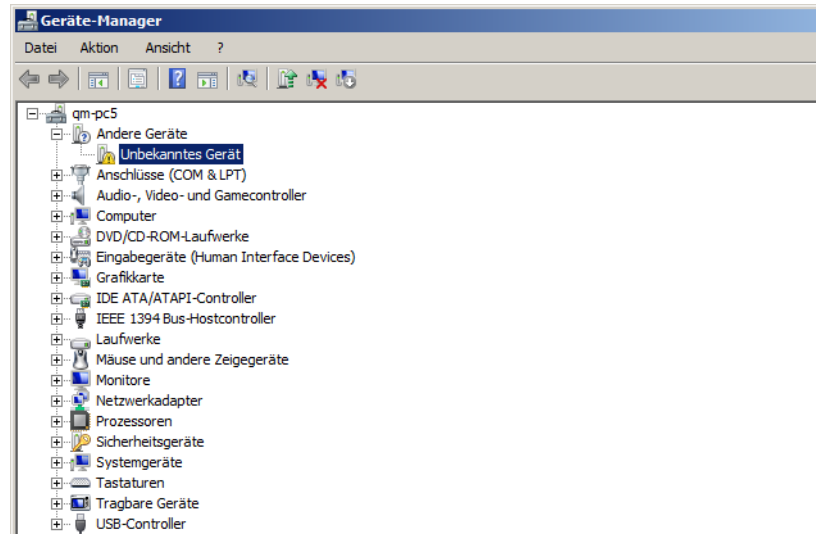 Geräte-Manager
Datei Aktion Ansicht ?
qm-pc5
Andere Geräte
Unbekanntes Gerät
Anschlüsse (COM & LPT)
Audio-, Video- und Gamecontroller
Computer
DVD/CD-ROM-Laufwerke
Eingabegeräte (Human Interface Devices)
Grafikkarte
IDE ATA/ATAPI-Controller
IEEE 1394 Bus-Hostcontroller
Laufwerke
Mäuse und andere Zeigegeräte
Monitore
Netzwerkadapter
Prozessoren
Sicherheitsgeräte
Systemgeräte
Tastaturen
Tragbare Geräte
USB-Controller